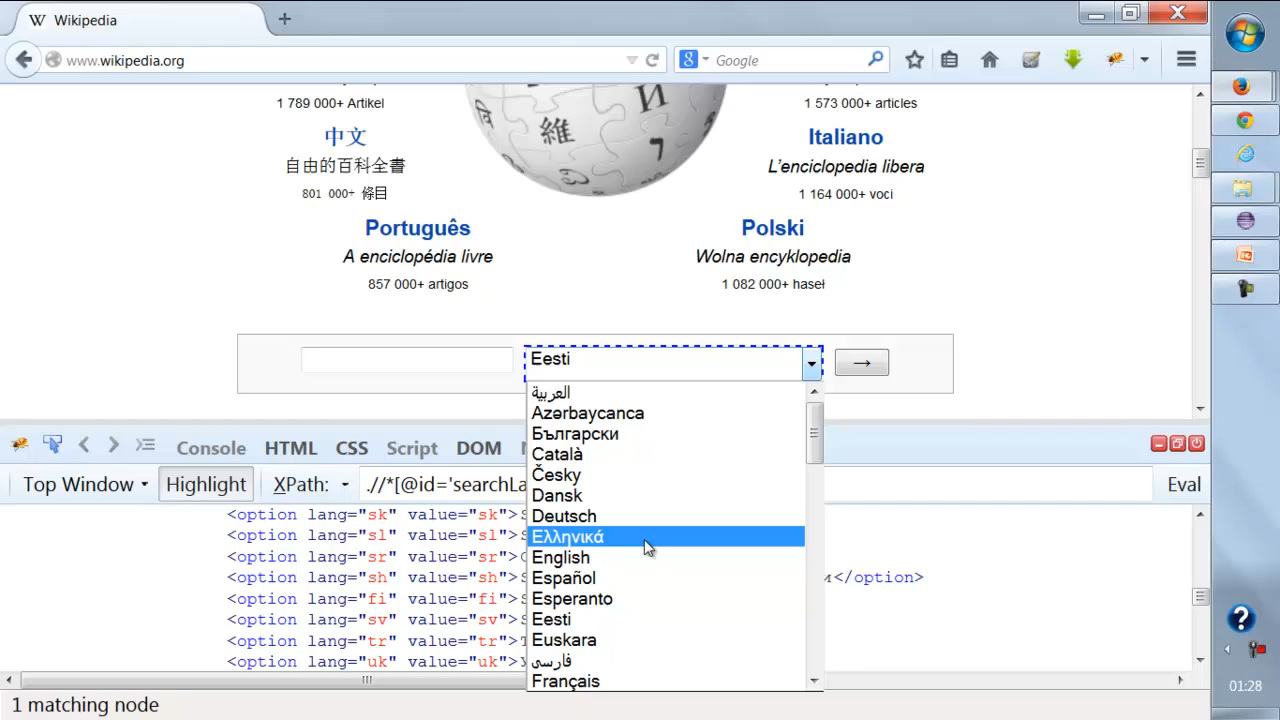 Wikipedia
www.wikipedia.org
Google
1 789 000+ Artikel
1 573 000+ articles
維
И
中文
Italiano
自由的百科全書
L'enciclopedia libera
801 000+ 條目
1 164 000+ voci
Português
Polski
A enciclopédia livre
Wolna encyklopedia
857 000+ artigos
1 082 000+ haseł
Eesti
→
العربية
Azərbaycanca
Български
Català
Česky
Dansk
Deutsch
Ελληνικά
English
Español
Esperanto
Eesti
Euskara
فارسی
Français
Console HTML CSS Script DOM
Top Window Highlight XPath: .//*[@id='searchLa Eval
<option lang="sk" value="sk">S
<option lang="sl" value="sl">S
<option lang="sr" value="sr">С
<option lang="sh" value="sh">S и</option>
<option lang="fi" value="fi">S
<option lang="sv" value="sv">S
<option lang="tr" value="tr">T
<option lang="uk" value="uk">У
1 matching node
01:28